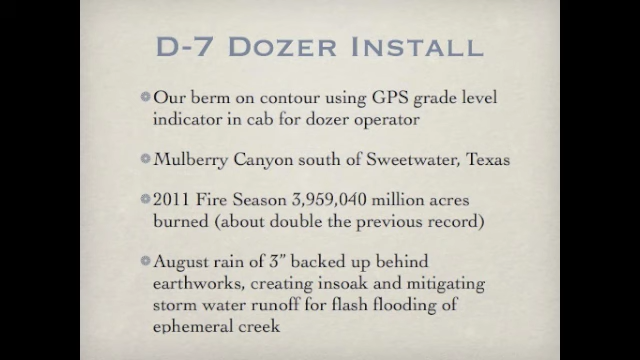 D-7 Dozer Install
Our berm on contour using GPS grade level
indicator in cab for dozer operator
Mulberry Canyon south of Sweetwater, Texas
2011 Fire Season 3,959,040 million acres
burned (about double the previous record)
August rain of 3” backed up behind
earthworks, creating insoak and mitigating
storm water runoff for flash flooding of
ephemeral creek